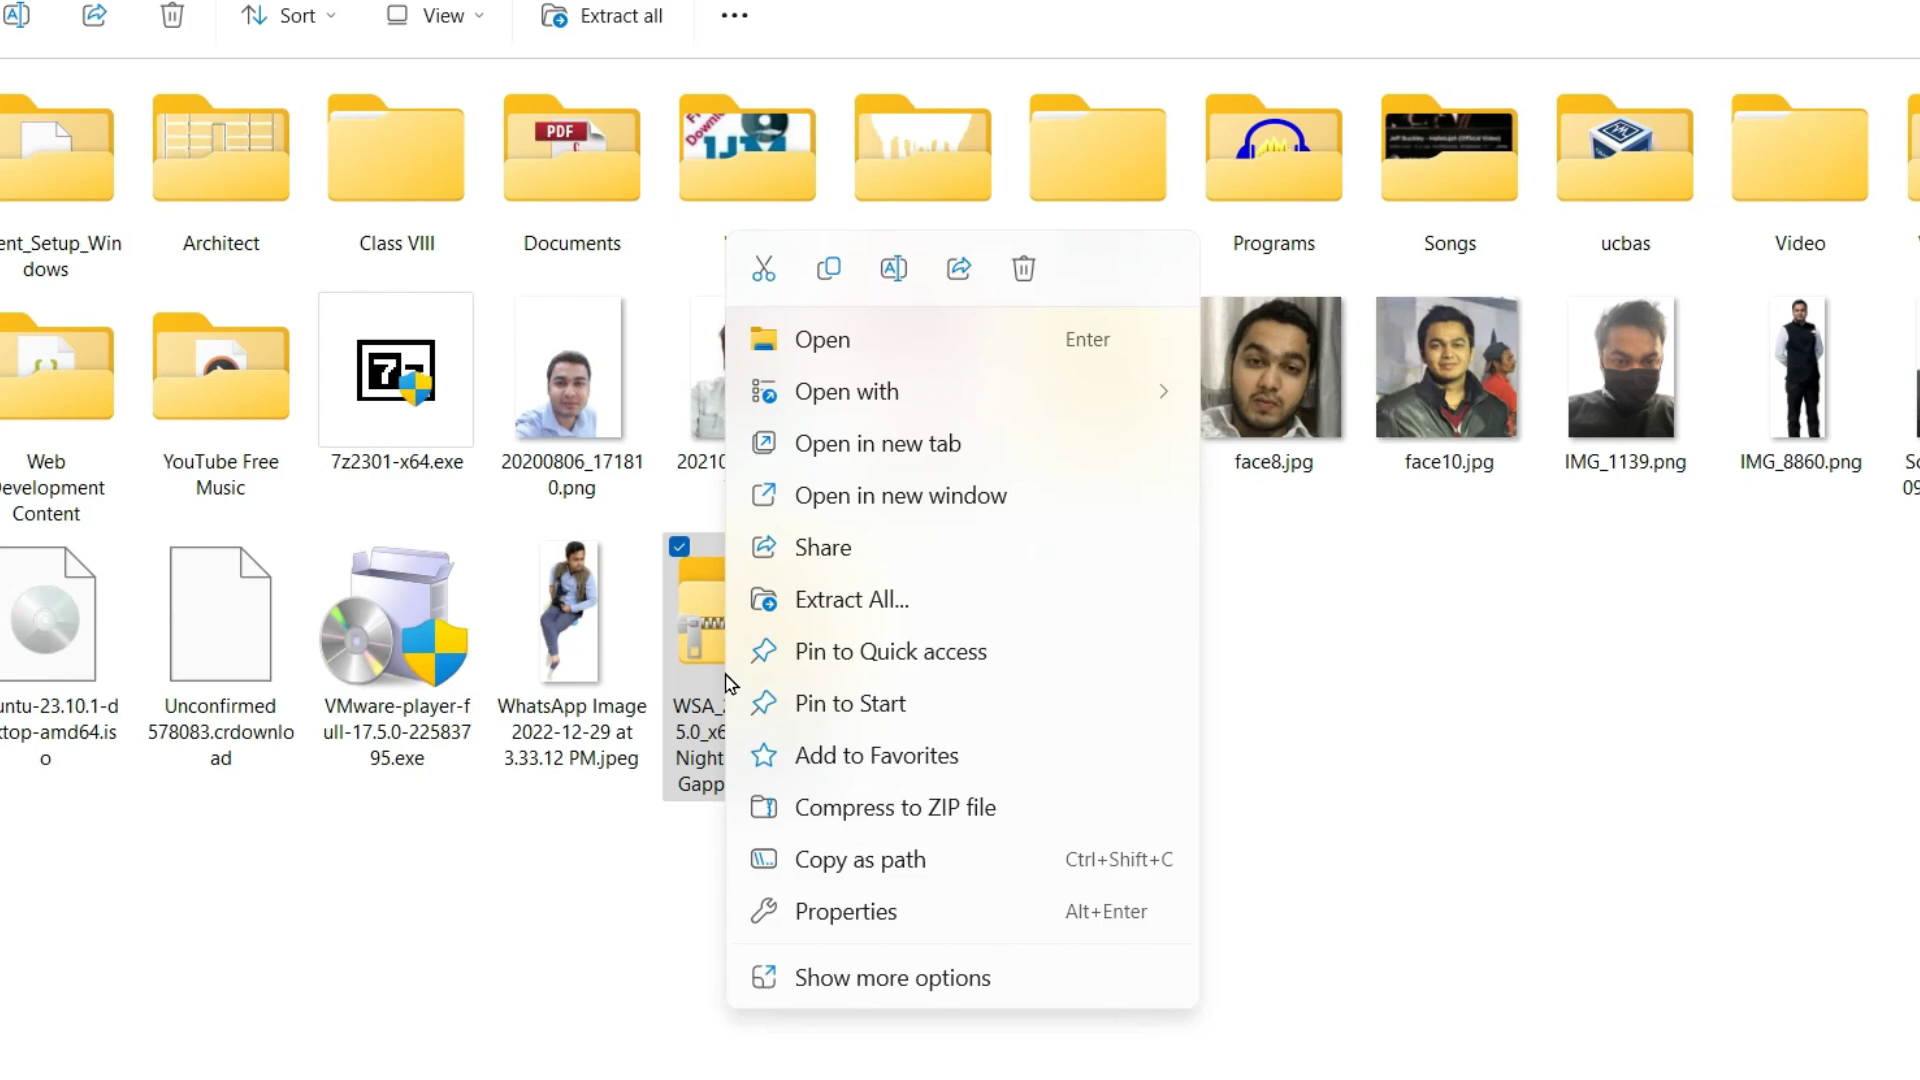 Sort
View
Extract all
ent_Setup_Win
dows
Architect
Class VIII
PDF
Documents
Programs
Songs
ucbas
Video
Web
evelopment
Content
YouTube Free
Music
7z2301-x64.exe
20200806_17181
0.png
20210
face8.jpg
face10.jpg
IMG_1139.png
IMG_8860.png
Sc
09
untu-23.10.1-d
ktop-amd64.is
o
Unconfirmed
578083.crdownlo
ad
VMware-player-f
ull-17.5.0-225837
95.exe
WhatsApp Image
2022-12-29 at
3.33.12 PM.jpeg
WSA_2
5.0_x6
Night
Gapp
Open Enter
Open with
Open in new tab
Open in new window
Share
Extract All...
Pin to Quick access
Pin to Start
Add to Favorites
Compress to ZIP file
Copy as path Ctrl+Shift+C
Properties Alt+Enter
Show more options